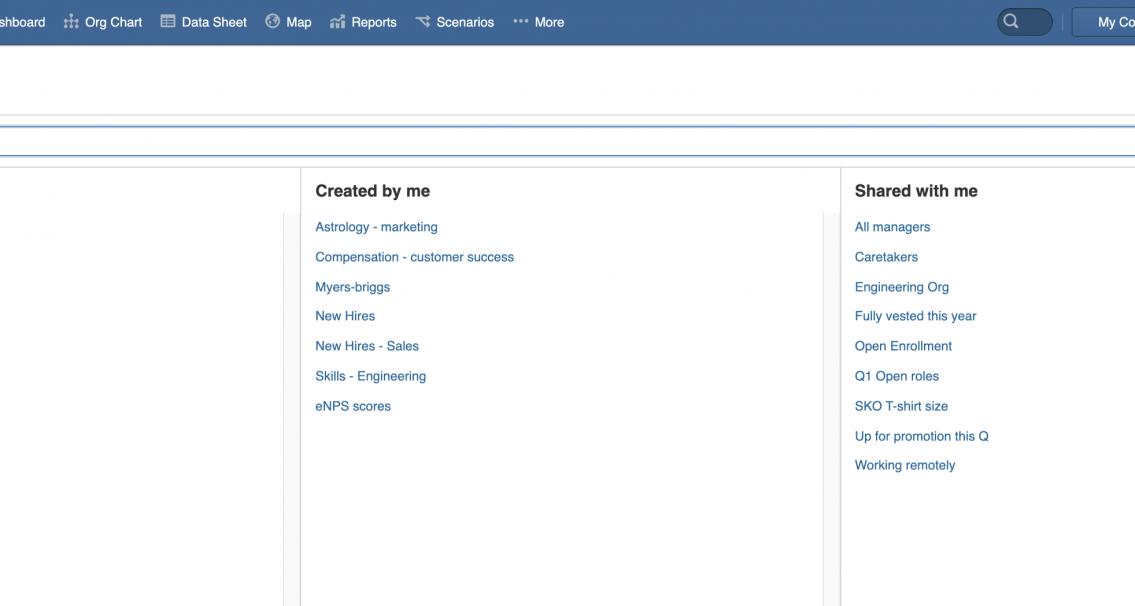 shboard Org Chart Data Sheet Map Reports Scenarios ••• More My Co
Created by me
Astrology - marketing
Compensation - customer success
Myers-briggs
New Hires
New Hires - Sales
Skills - Engineering
eNPS scores
Shared with me
All managers
Caretakers
Engineering Org
Fully vested this year
Open Enrollment
Q1 Open roles
SKO T-shirt size
Up for promotion this Q
Working remotely